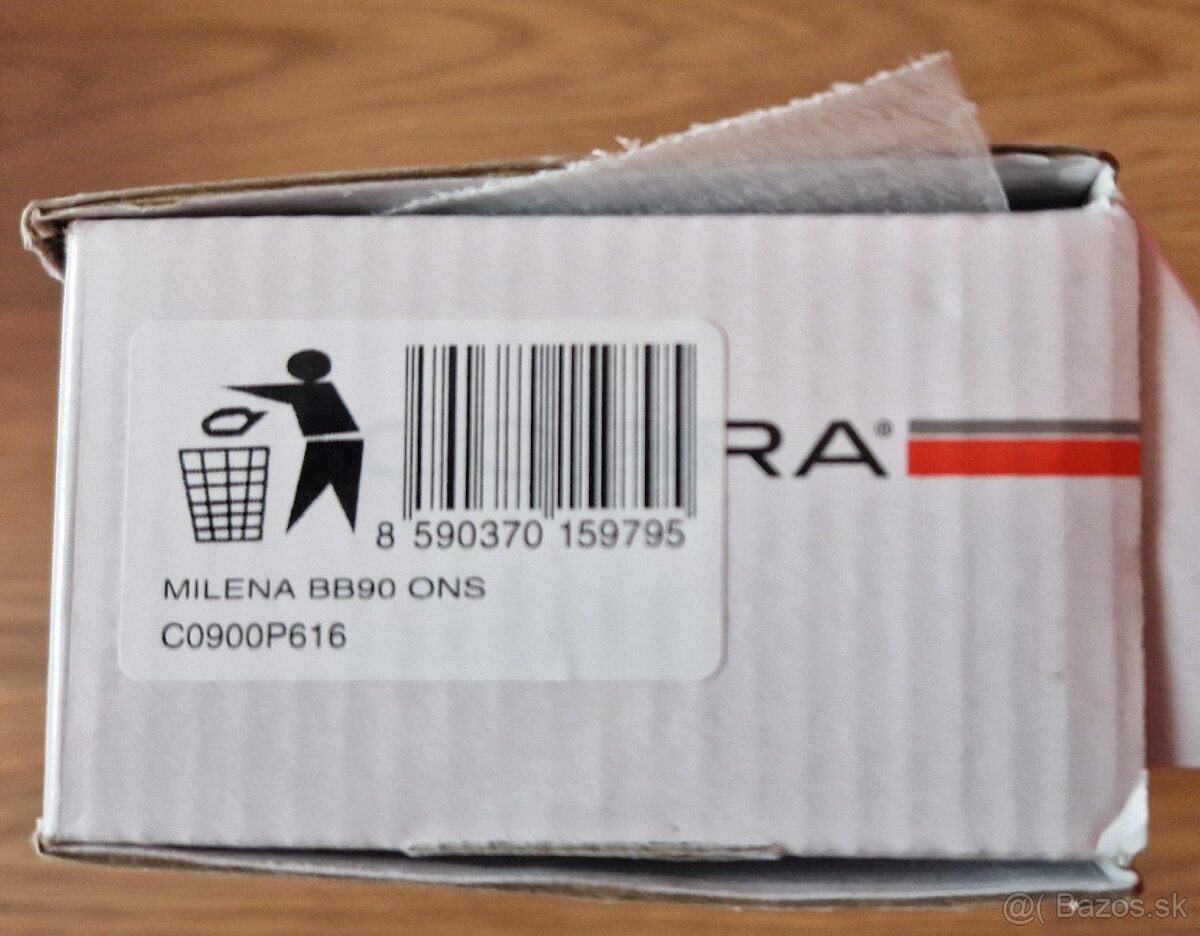 RA®
8 590370 159795
MILENA BB90 ONS
C0900P616
@( Bazos.sk